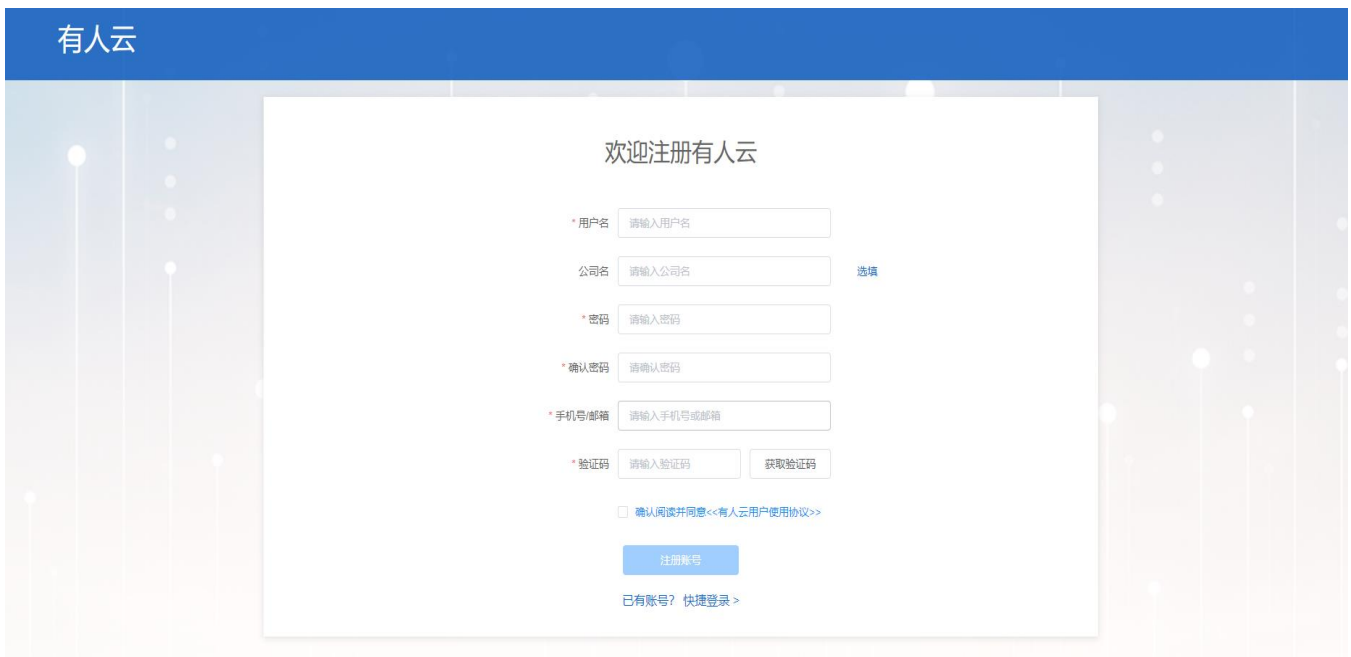 有人云
欢迎注册有人云
* 用户名 请输入用户名
公司名 请输入公司名 选填
* 密码 请输入密码
* 确认密码 请确认密码
* 手机号/邮箱 请输入手机号或邮箱
* 验证码 请输入验证码 获取验证码
确认阅读并同意<<有人云用户使用协议>>
注册账号
已有账号? 快捷登录 >